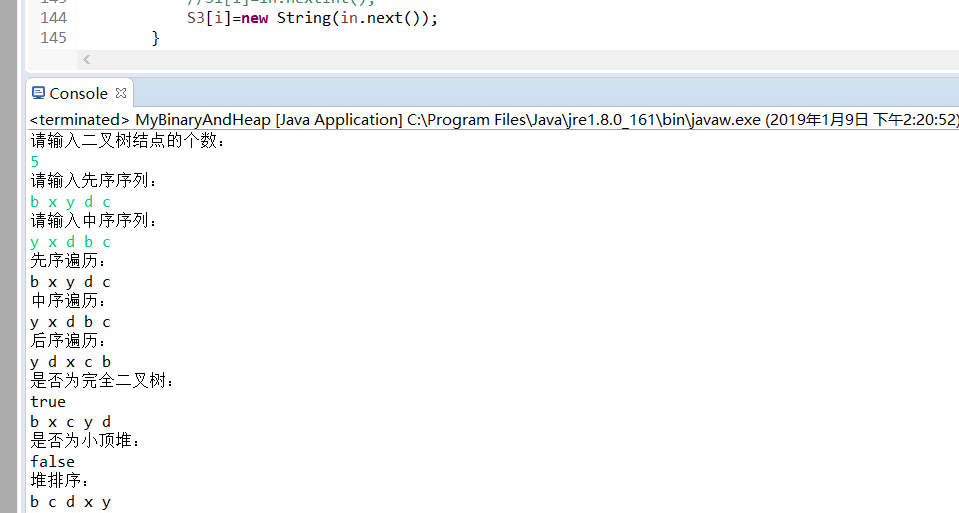 144 S3[i]=new String(in.next());
145 }
Console
<terminated> MyBinaryAndHeap [Java Application] C:\Program Files\Java\jre1.8.0_161\bin\javaw.exe (2019年1月9日 下午2:20:52)
请输入二叉树结点的个数：
5
请输入先序序列：
b x y d c
请输入中序序列：
y x d b c
先序遍历：
b x y d c
中序遍历：
y x d b c
后序遍历：
y d x c b
是否为完全二叉树：
true
b x c y d
是否为小顶堆：
false
堆排序：
b c d x y